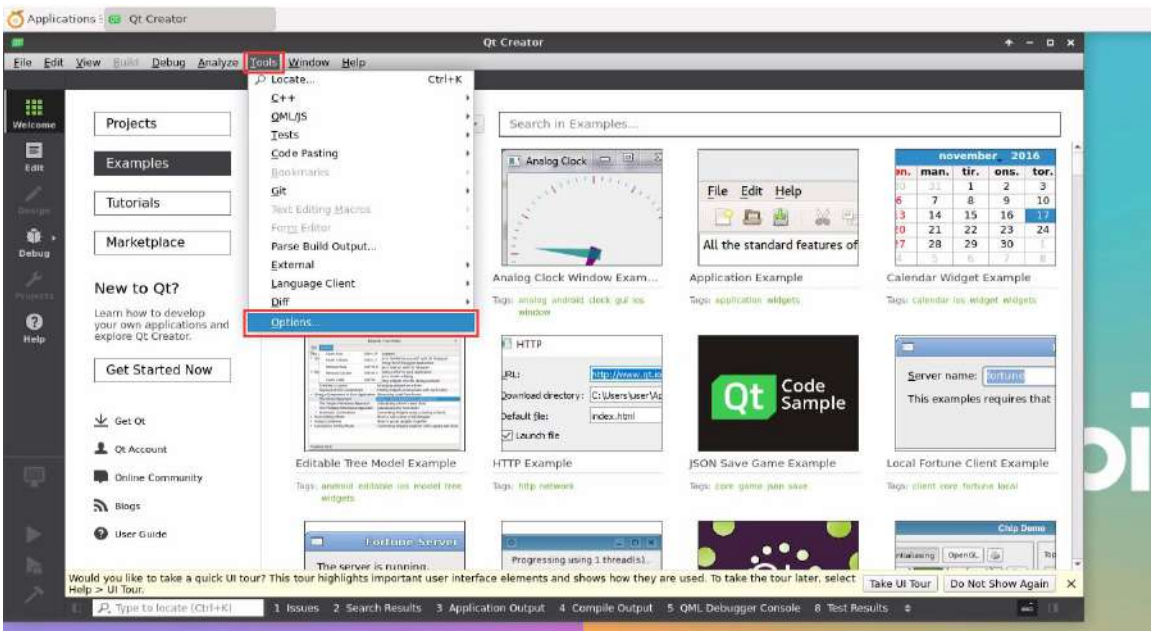 Applications
Qt Creator
Qt Creator
File Edit View Build Debug Analyze Tools Window Help
Locate... Ctrl+K
C++
QML/JS
Tests
Code Pasting
Bookmarks
Git
Text Editing Macros
Form Editor
Parse Build Output...
External
Language Client
Diff
Options...
Welcome
Edit
Design
Debug
Projects
Help
Projects
Examples
Tutorials
Marketplace
New to Qt?
Learn how to develop
your own applications and
explore Qt Creator.
Get Started Now
Get Qt
Qt Account
Online Community
Blogs
User Guide
Search in Examples...
Analog Clock
Analog Clock Window Exam...
Tags: analog android clock gui ios
window
File Edit Help
All the standard features of
Application Example
Tags: application widgets
november 2016
man. tir. ons. tor.
31 1 2 3
7 8 9 10
14 15 16 17
21 22 23 24
28 29 30 1
5 6 7 8
Calendar Widget Example
Tags: calendar ios widget widgets
Editable Tree Model Example
Tags: android editable ios model tree
widgets
HTTP
URL: http://www.qt.io
Download directory: C:\Users\user\Ap
Default file: index.html
Launch file
HTTP Example
Tags: http network
Qt Code
Sample
JSON Save Game Example
Tags: core game json save
Server name: fortune
This examples requires that
Local Fortune Client Example
Tags: client core fortune local
Fortune Server
The server is running.
Progressing using 1 thread(s).
Chip Demo
OpenGL
Would you like to take a quick UI tour? This tour highlights important user interface elements and shows how they are used. To take the tour later, select
Help > UI Tour.
Take UI Tour
Do Not Show Again
Type to locate (Ctrl+K)
1 Issues 2 Search Results 3 Application Output 4 Compile Output 5 QML Debugger Console 8 Test Results